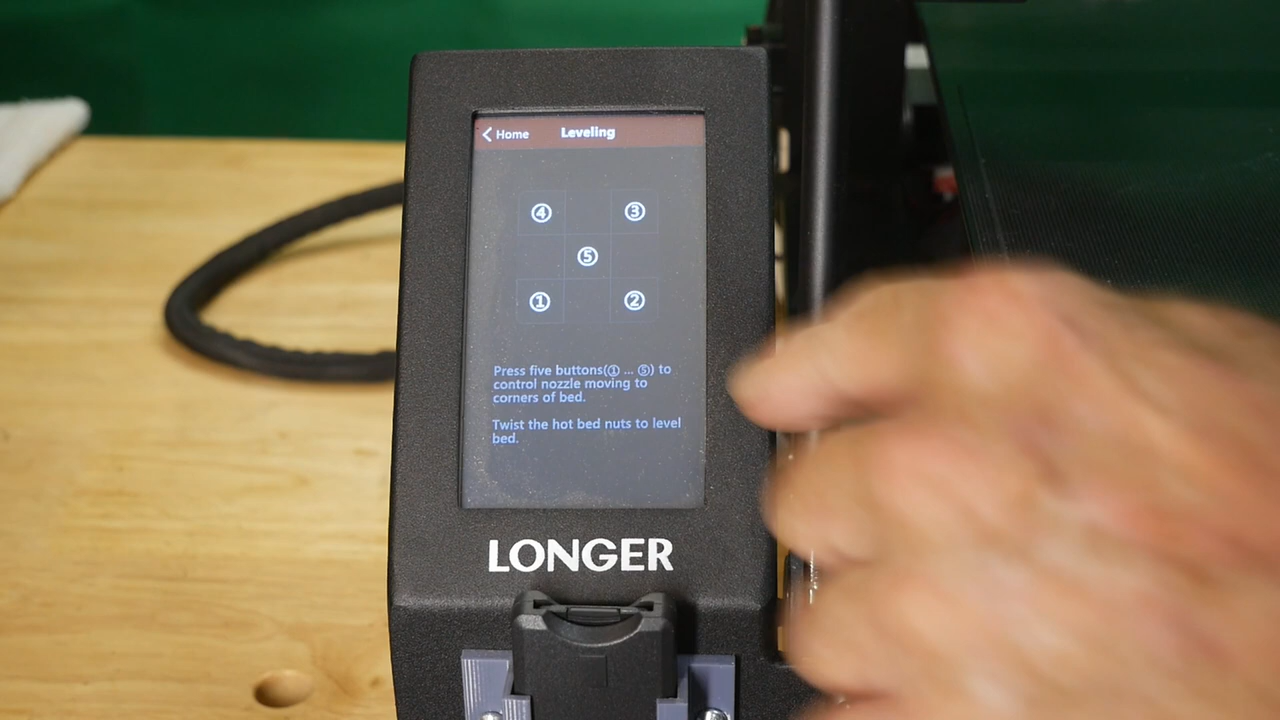 Home Leveling
④ ③
⑤
① ②
Press five buttons(① ... ⑤) to
control nozzle moving to
corners of bed.
Twist the hot bed nuts to level
bed.
LONGER